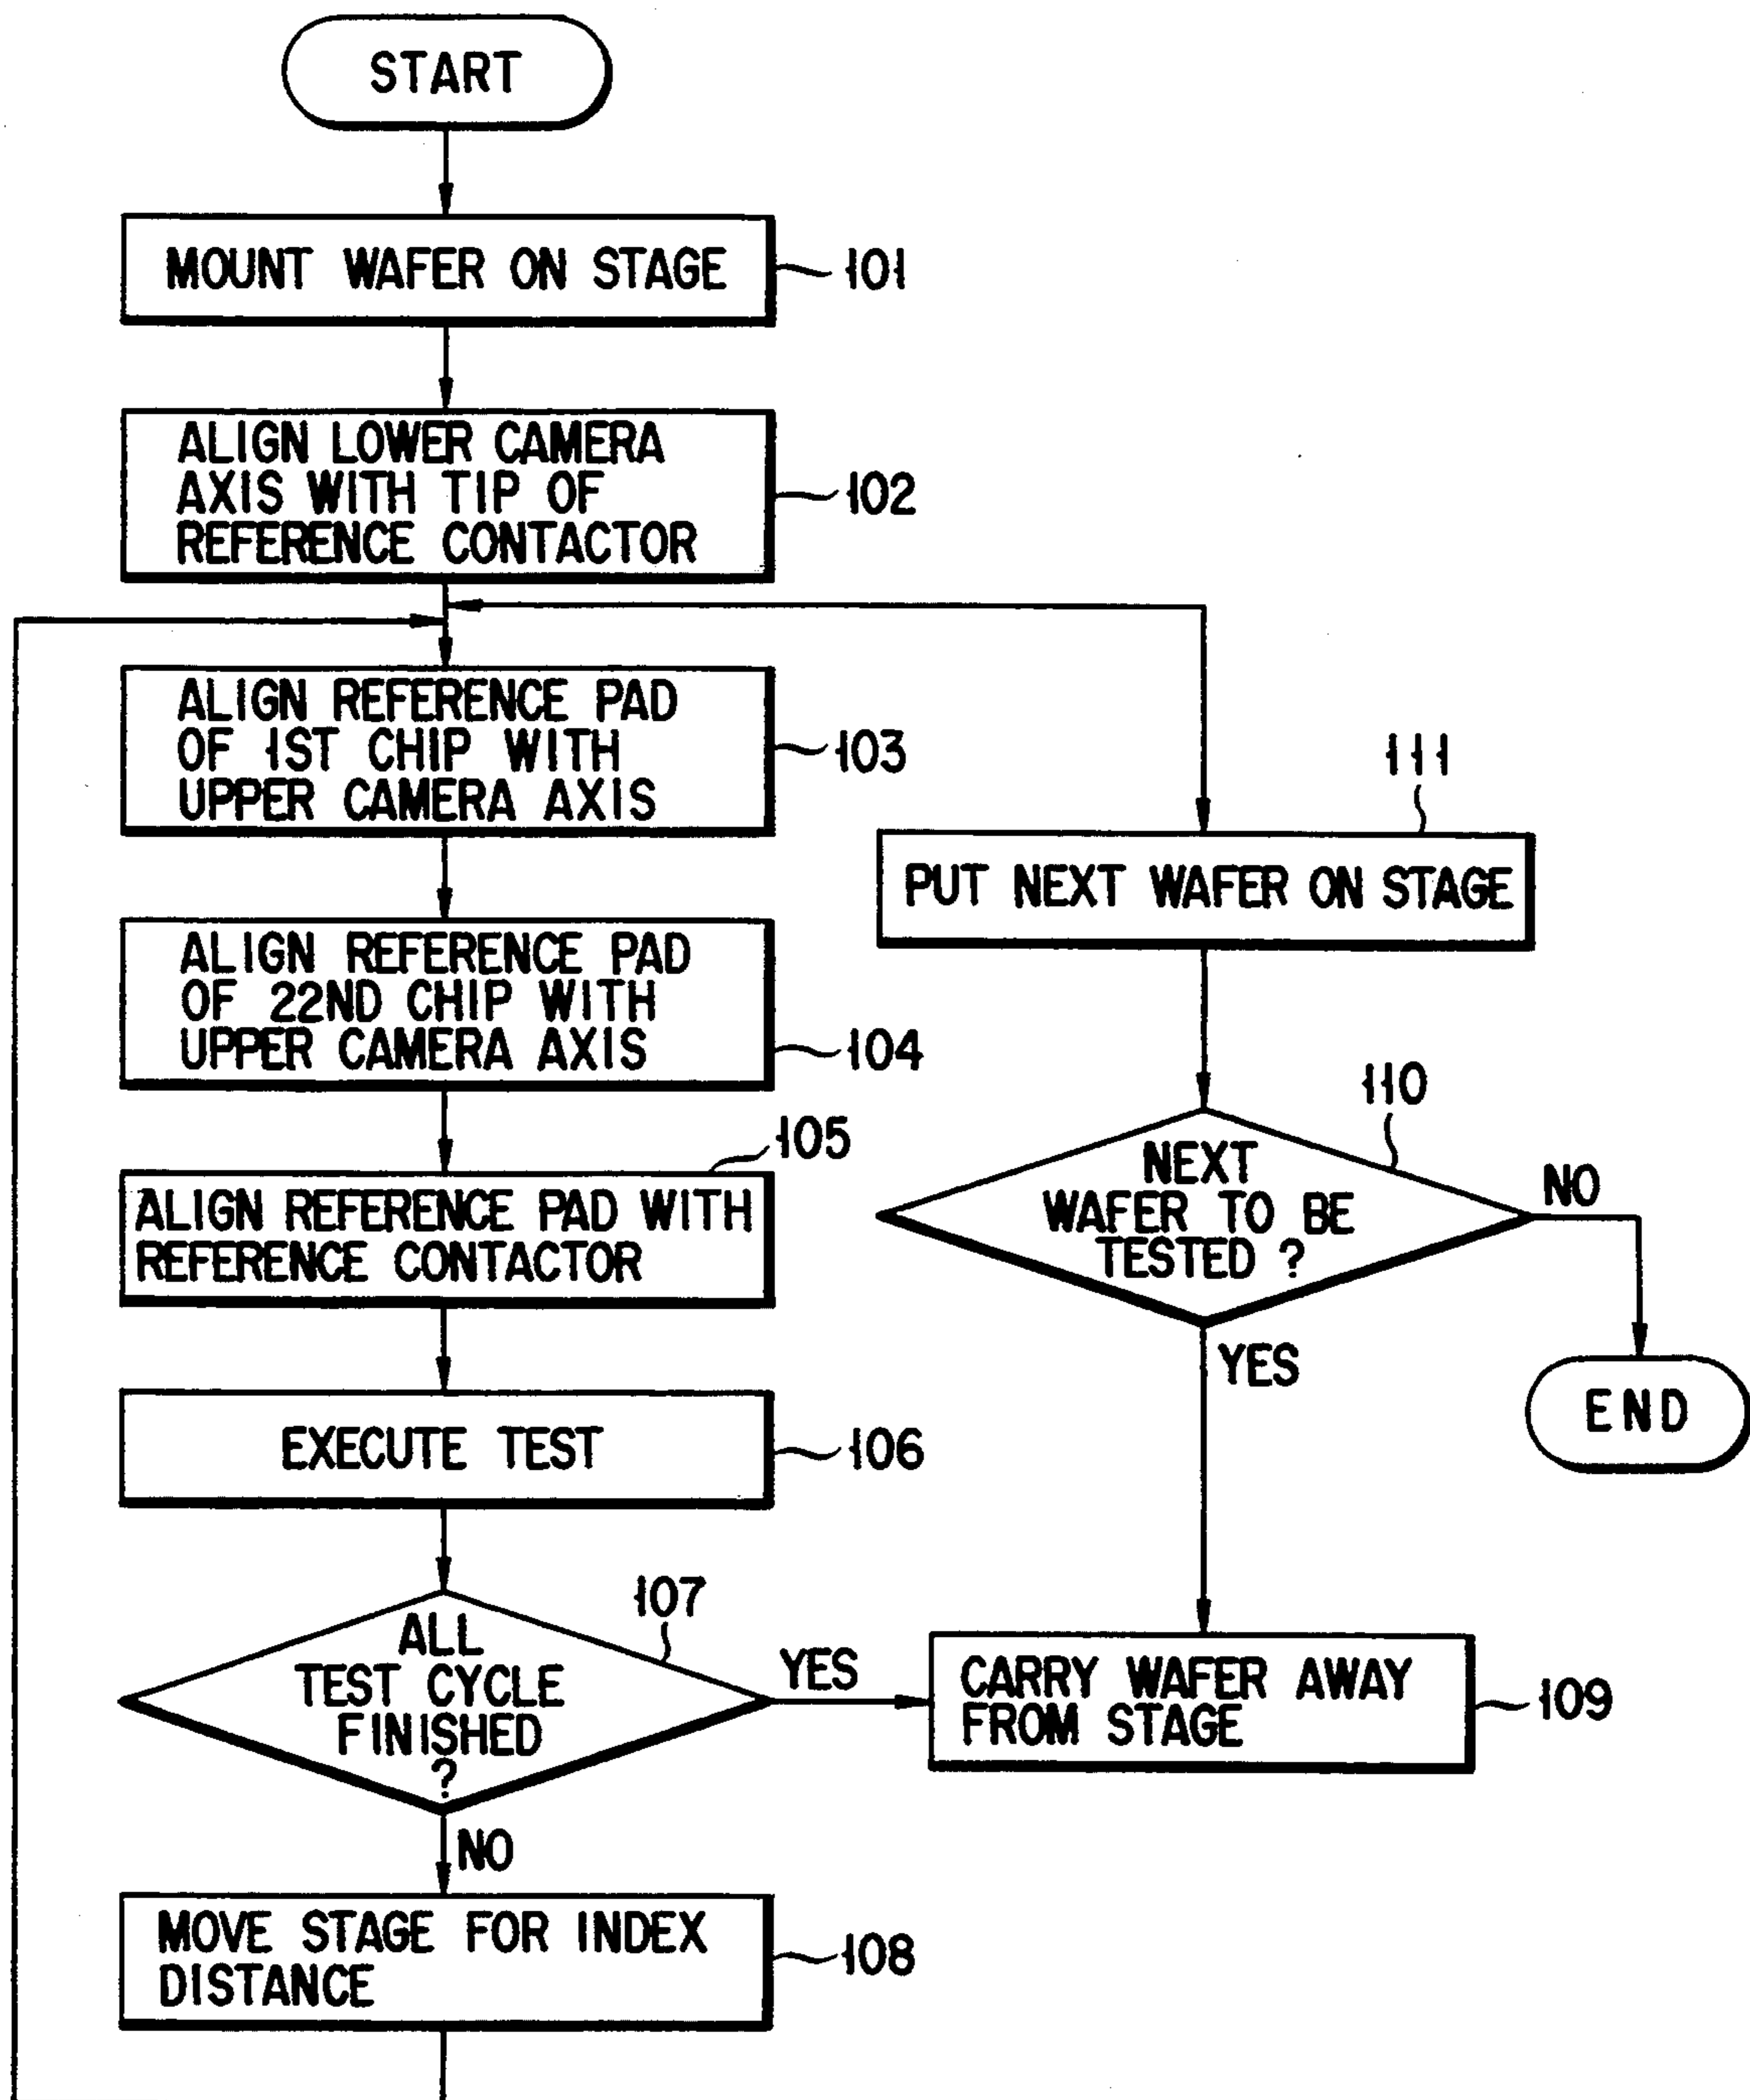 START
MOUNT WAFER ON STAGE
101
ALIGN LOWER CAMERA
AXIS WITH TIP OF
REFERENCE CONTACTOR
102
ALIGN REFERENCE PAD
OF 1ST CHIP WITH
UPPER CAMERA AXIS
103
ALIGN REFERENCE PAD
OF 22ND CHIP WITH
UPPER CAMERA AXIS
104
105
ALIGN REFERENCE PAD WITH
REFERENCE CONTACTOR
EXECUTE TEST
106
107
ALL
TEST CYCLE
FINISHED
?
YES
NO
MOVE STAGE FOR INDEX
DISTANCE
108
111
PUT NEXT WAFER ON STAGE
110
NEXT
WAFER TO BE
TESTED ?
NO
YES
END
CARRY WAFER AWAY
FROM STAGE
109